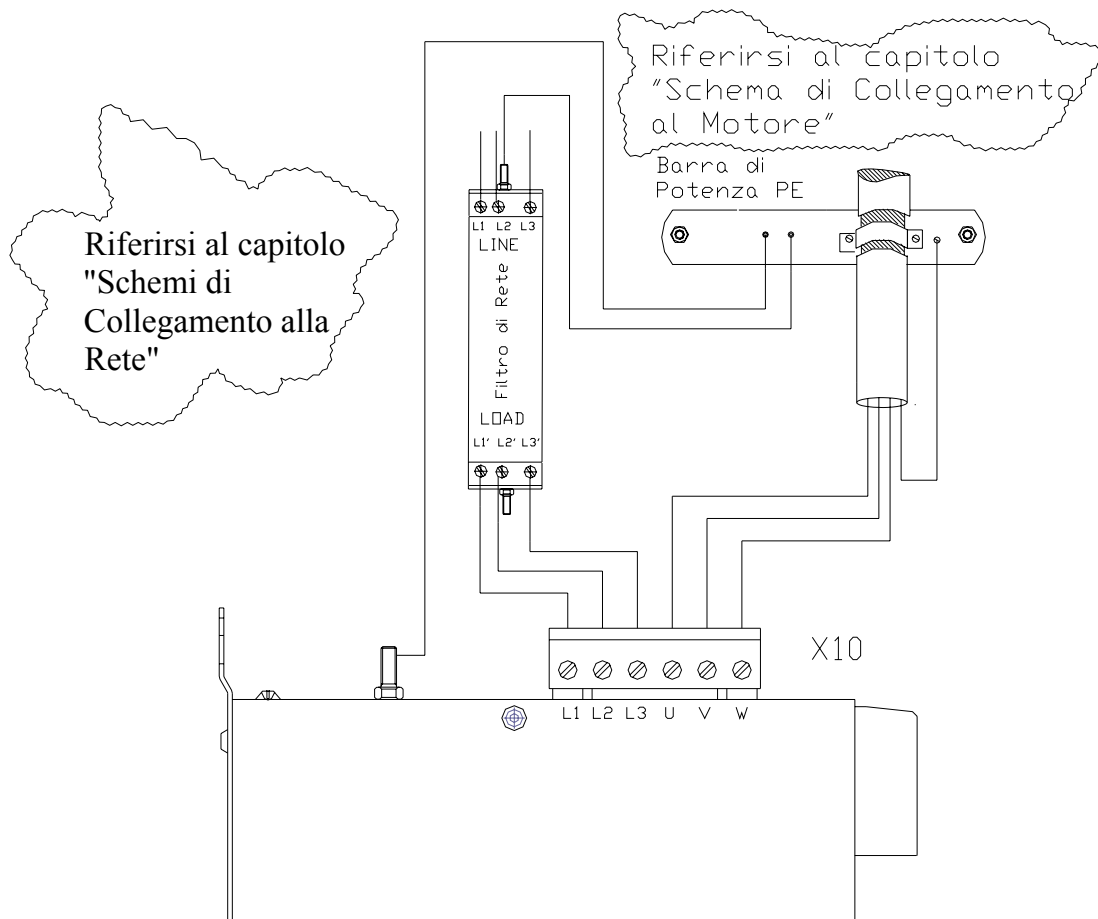 Riferirsi al capitolo
"Schema di Collegamento
al Motore"
Barra di
Potenza PE
Riferirsi al capitolo
"Schemi di
Collegamento alla
Rete"
L1 L2 L3
LINE
Filtro di Rete
LOAD
L1' L2' L3'
X10
L1 L2 L3 U V W